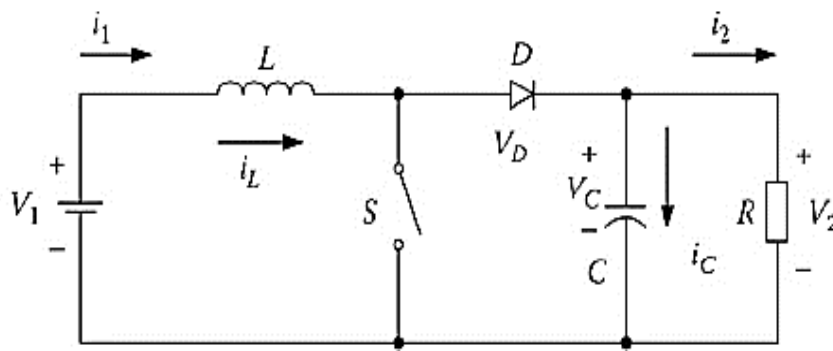 i1 L D i2
+ iL VD + +
V1 S VC R V2
− − iC −
C